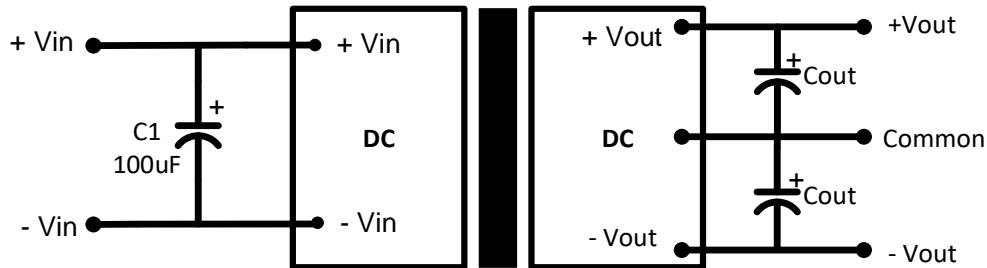 + Vin
+ Vin
+
C1
100uF
DC
- Vin
- Vin
+ Vout
+Vout
+
Cout
DC
Common
+
Cout
- Vout
- Vout